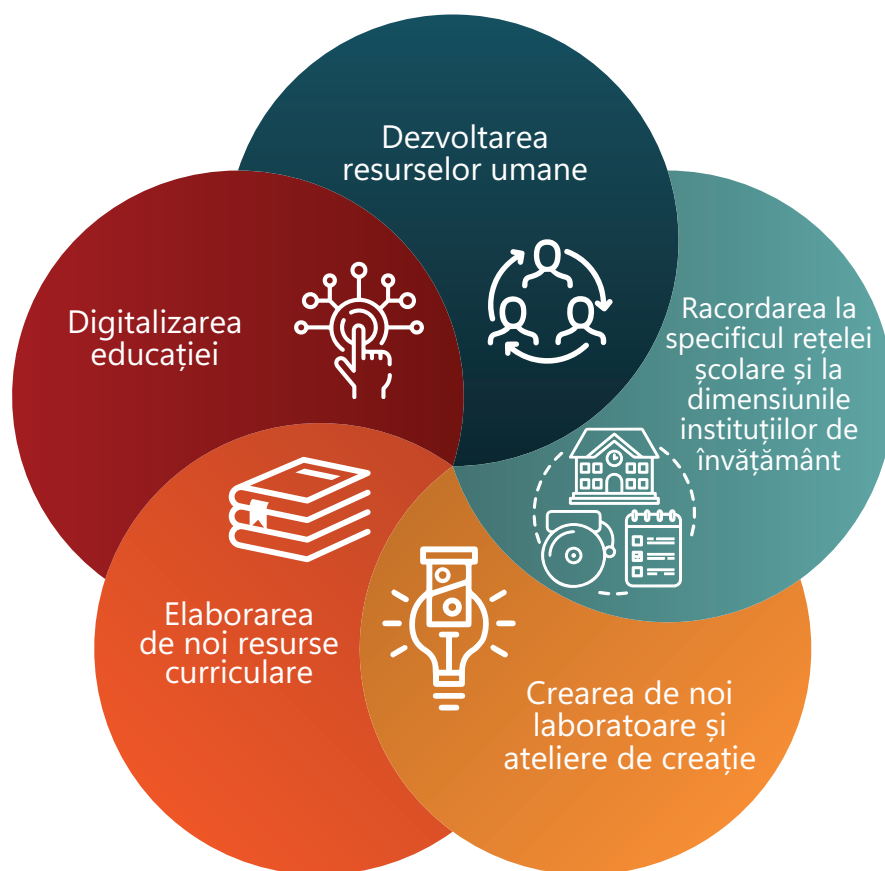 Dezvoltarea
resurselor umane
Racordarea la
specificul rețelei
școlare și la
dimensiunile
instituțiilor de
învățământ
Crearea de noi
laboratoare și
ateliere de creație
Elaborarea
de noi resurse
curriculare
Digitalizarea
educației